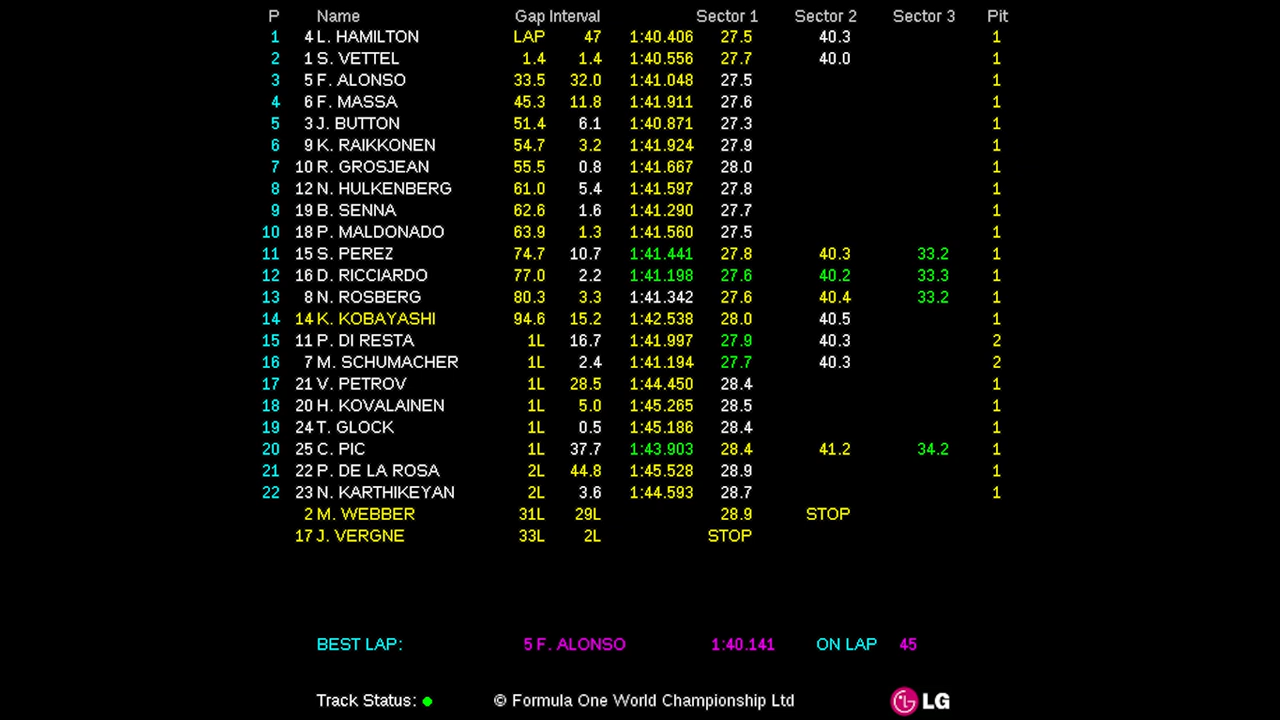 P Name Gap Interval Sector 1 Sector 2 Sector 3 Pit
1 4 L. HAMILTON LAP 47 1:40.406 27.5 40.3 1
2 1 S. VETTEL 1.4 1.4 1:40.556 27.7 40.0 1
3 5 F. ALONSO 33.5 32.0 1:41.048 27.5 1
4 6 F. MASSA 45.3 11.8 1:41.911 27.6 1
5 3 J. BUTTON 51.4 6.1 1:40.871 27.3 1
6 9 K. RAIKKONEN 54.7 3.2 1:41.924 27.9 1
7 10 R. GROSJEAN 55.5 0.8 1:41.667 28.0 1
8 12 N. HULKENBERG 61.0 5.4 1:41.597 27.8 1
9 19 B. SENNA 62.6 1.6 1:41.290 27.7 1
10 18 P. MALDONADO 63.9 1.3 1:41.560 27.5 1
11 15 S. PEREZ 74.7 10.7 1:41.441 27.8 40.3 33.2 1
12 16 D. RICCIARDO 77.0 2.2 1:41.198 27.6 40.2 33.3 1
13 8 N. ROSBERG 80.3 3.3 1:41.342 27.6 40.4 33.2 1
14 14 K. KOBAYASHI 94.6 15.2 1:42.538 28.0 40.5 1
15 11 P. DI RESTA 1L 16.7 1:41.997 27.9 40.3 2
16 7 M. SCHUMACHER 1L 2.4 1:41.194 27.7 40.3 2
17 21 V. PETROV 1L 28.5 1:44.450 28.4 1
18 20 H. KOVALAINEN 1L 5.0 1:45.265 28.5 1
19 24 T. GLOCK 1L 0.5 1:45.186 28.4 1
20 25 C. PIC 1L 37.7 1:43.903 28.4 41.2 34.2 1
21 22 P. DE LA ROSA 2L 44.8 1:45.528 28.9 1
22 23 N. KARTHIKEYAN 2L 3.6 1:44.593 28.7 1
2 M. WEBBER 31L 29L 28.9 STOP
17 J. VERGNE 33L 2L STOP
BEST LAP: 5 F. ALONSO 1:40.141 ON LAP 45
Track Status: © Formula One World Championship Ltd LG